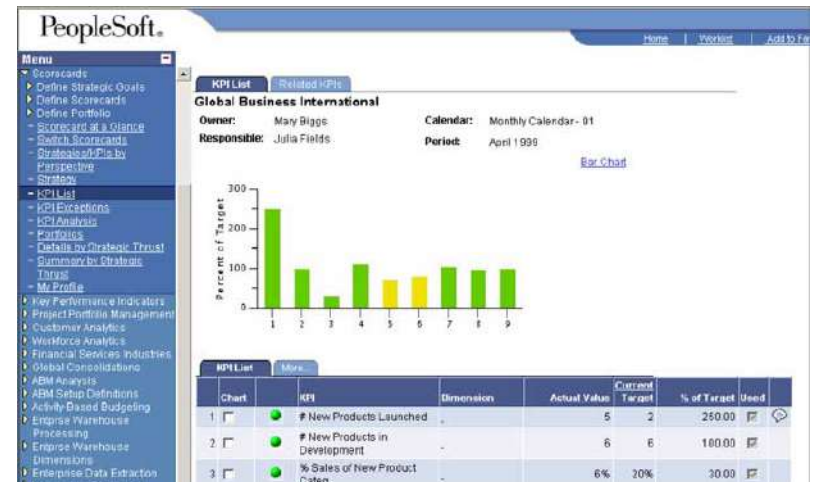 PeopleSoft.
Home | Worklist | Add to Fa
Menu
Scorecards
Define Strategic Goals
Define Scorecards
Define Portfolio
Scorecard at a Glance
Switch Scorecards
Strategies/KPIs by
Perspective
Strategy
KPI List
KPI Exceptions
KPI Analysis
Portfolios
Details by Strategic Thrust
Summary by Strategic
Thrust
My Profile
Key Performance Indicators
Project Portfolio Management
Customer Analytics
Workforce Analytics
Financial Services Industries
Global Consolidations
ABM Analysis
ABM Setup Definitions
Activity-Based Budgeting
Enterprise Warehouse
Processing
Enterprise Warehouse
Dimensions
Enterprise Data Extraction
KPI List Related KPIs
Global Business International
Owner: Mary Biggs Calendar: Monthly Calendar - 01
Responsible: Julia Fields Period: April 1999
Bar Chart
Percent of Target
300
200
100
0
1 2 3 4 5 6 7 8 9
KPI List More...
Chart KPI Dimension Actual Value Current Target % of Target Used
1 # New Products Launched - 5 2 250.00
2 # New Products in Development - 6 6 100.00
3 % Sales of New Product Categ 6% 20% 30.00